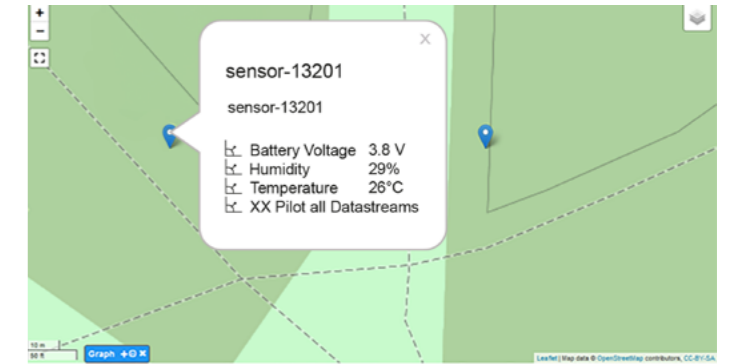 +
−
x
sensor-13201
sensor-13201
Battery Voltage 3.8 V
Humidity 29%
Temperature 26°C
XX Pilot all Datastreams
10 m
50 ft
Graph
Leaflet | Map data © OpenStreetMap contributors, CC-BY-SA